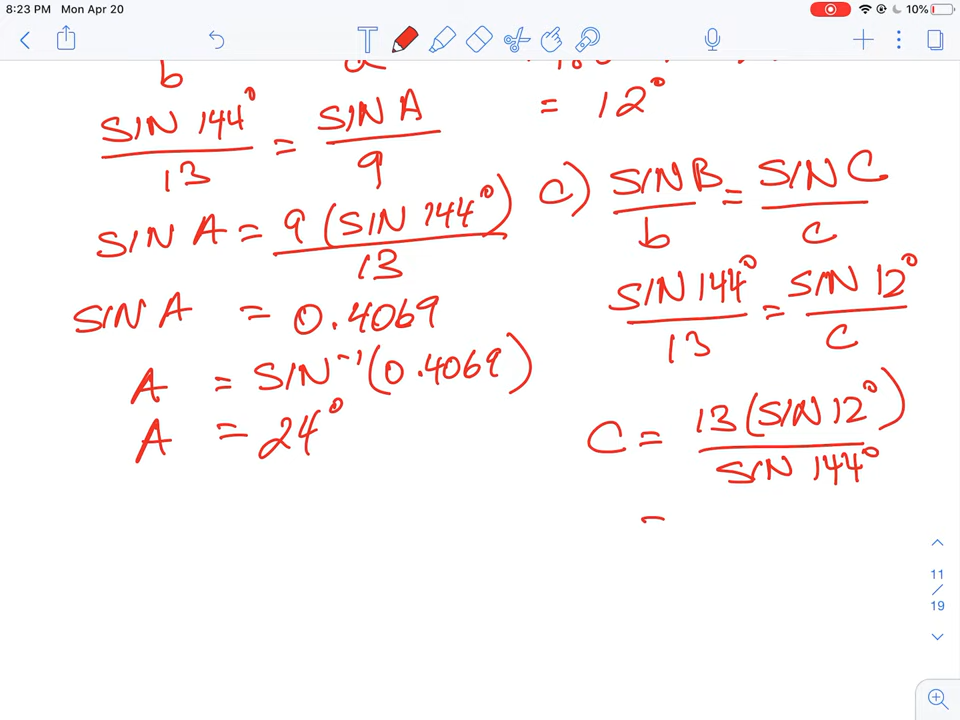 8:23 PM Mon Apr 20
10%
T
b
SIN 144° / 13 = SIN A / 9
SIN A = 9 (SIN 144°) / 13
SIN A = 0.4069
A = SIN⁻¹(0.4069)
A = 24°
= 12°
C) SIN B / b = SIN C / c
SIN 144° / 13 = SIN 12° / c
C = 13 (SIN 12°) / SIN 144°
=
11
/
19